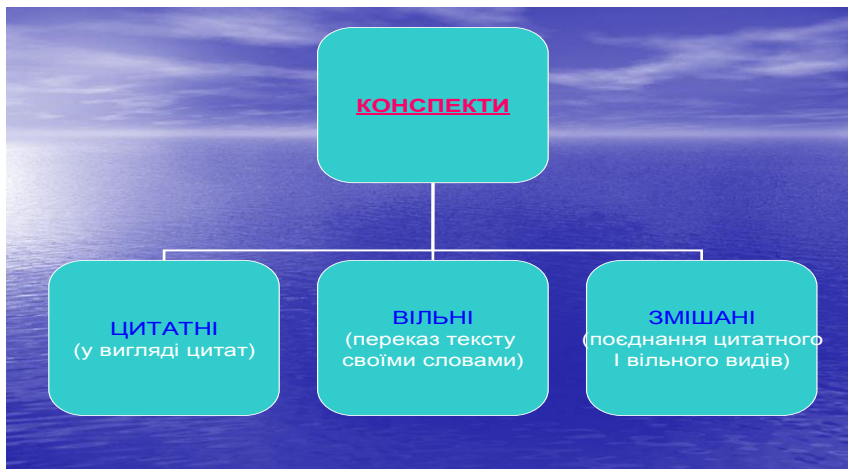 КОНСПЕКТИ
ЦИТАТНІ
(у вигляді цитат)
ВІЛЬНІ
(переказ тексту
своїми словами)
ЗМІШАНІ
(поєднання цитатного
І вільного видів)